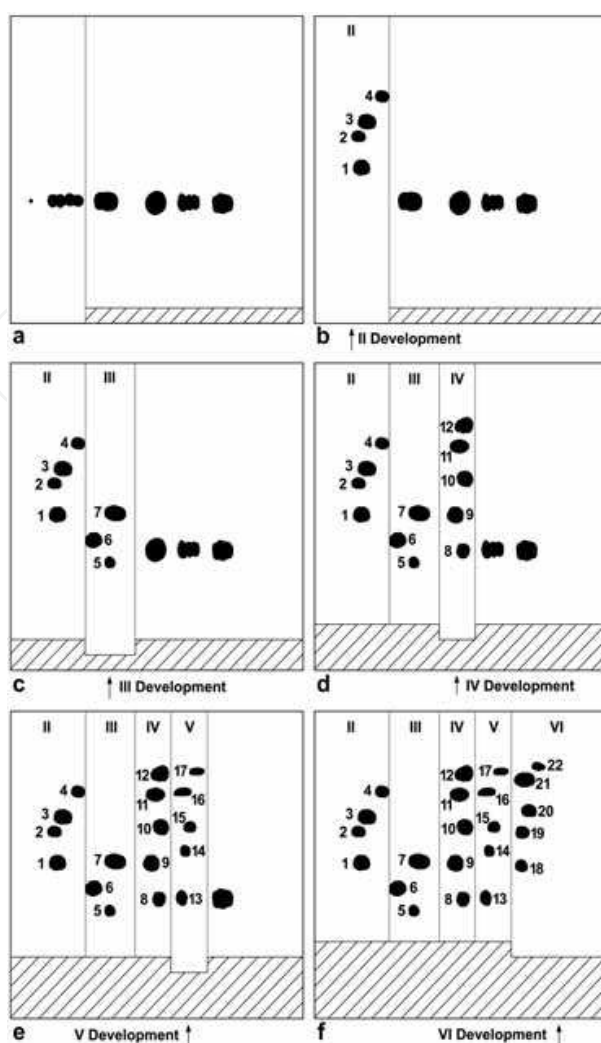 a
II
4
3
2
1
b
↑ II Development
II III
4
3
2
1 7
6
5
c
↑ III Development
II III IV
12
4 11
3
2 10
1 7 9
6
5 8
d
↑ IV Development
II III IV V
12 17
4
11 16
3
2 10 15
14
1 7 9
6
8 13
5
e
V Development ↑
II III IV V VI
12 17 22
21
4
11 16
3 15 20
2 10 19
14
1 7 9 18
6
8 13
5
f
VI Development ↑